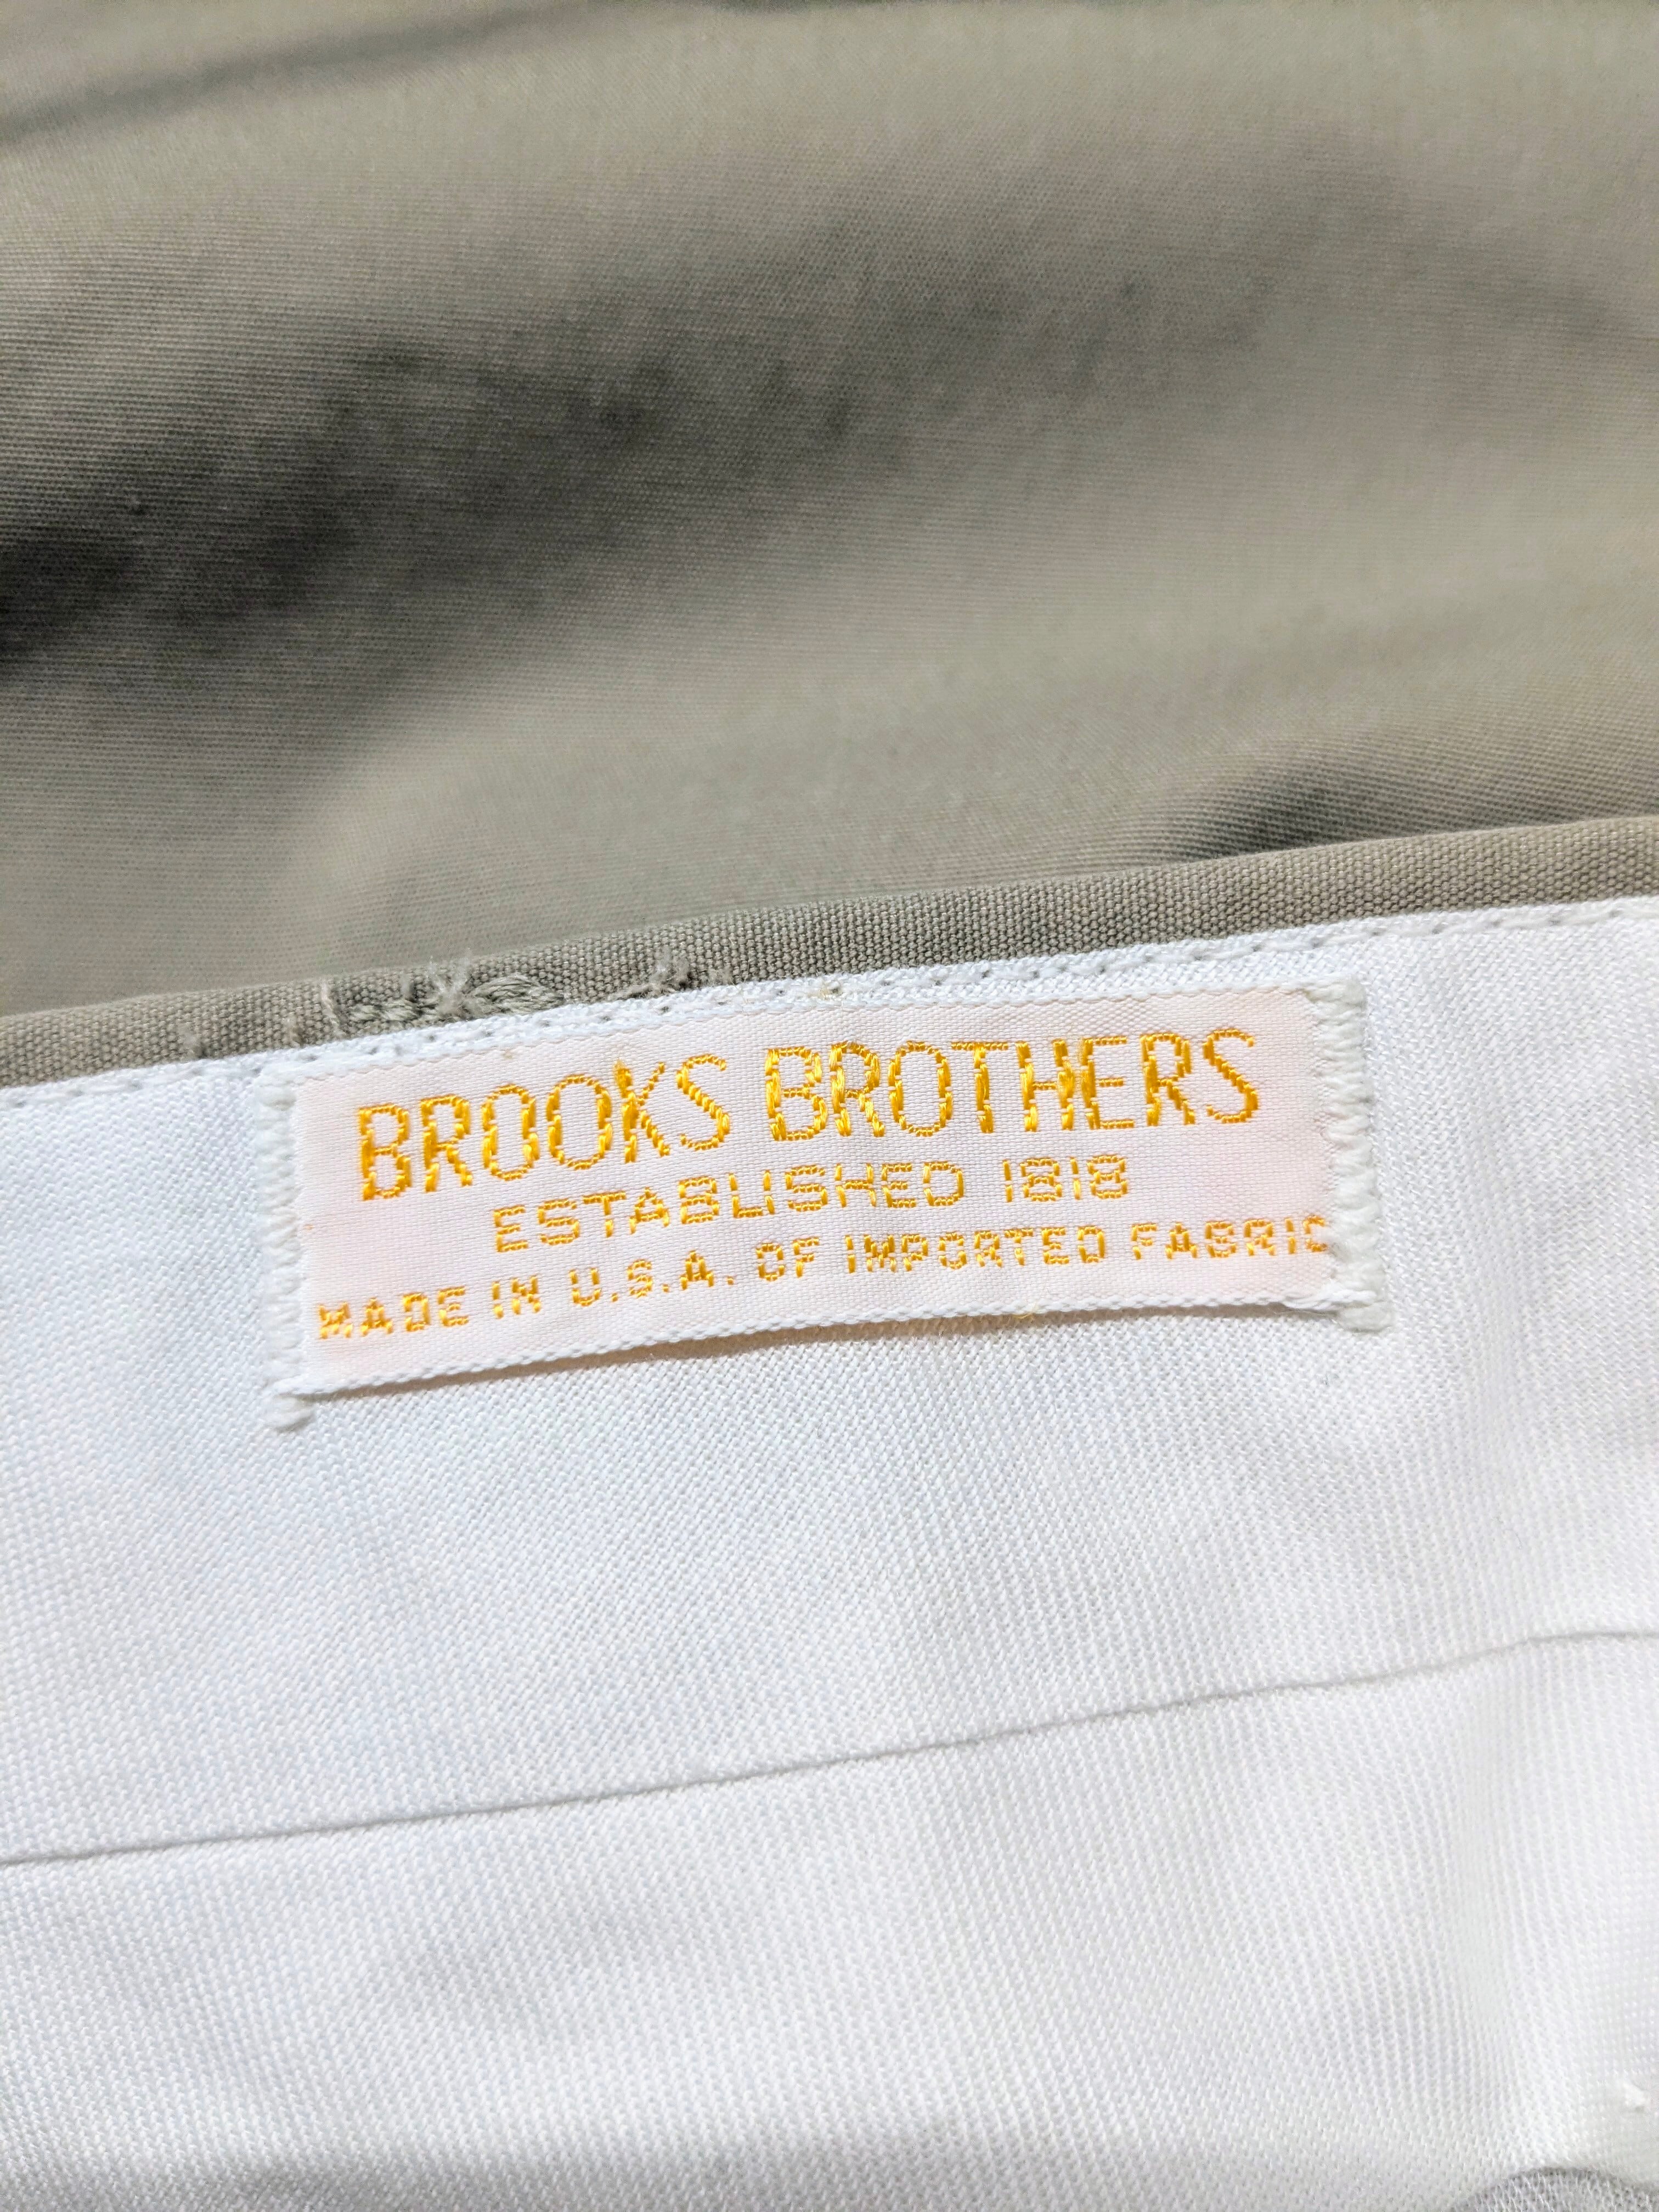 BROOKS BROTHERS
ESTABLISHED 1818
MADE IN U.S.A. OF IMPORTED FABRIC